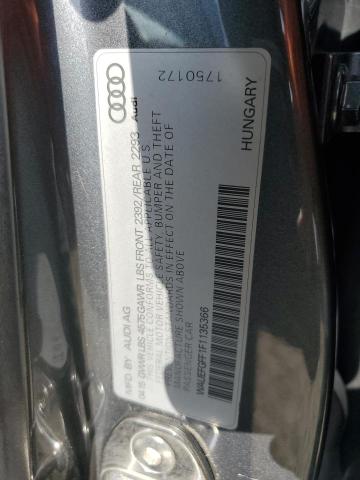 1750172
Audi
HUNGARY
MFD. BY AUDI AG
04.15 GVWR LBS 4575 GAWR LBS FRONT 2392/REAR 2293
VEHICLE CONFORMS TO ALL APPLICABLE U S
FEDERAL MOTOR VEHICLE SAFETY, BUMPER AND THEFT
STANDARDS IN EFFECT ON THE DATE OF
MANUFACTURE SHOWN ABOVE
PASSENGER CAR
WAUEFGFF1F1135366